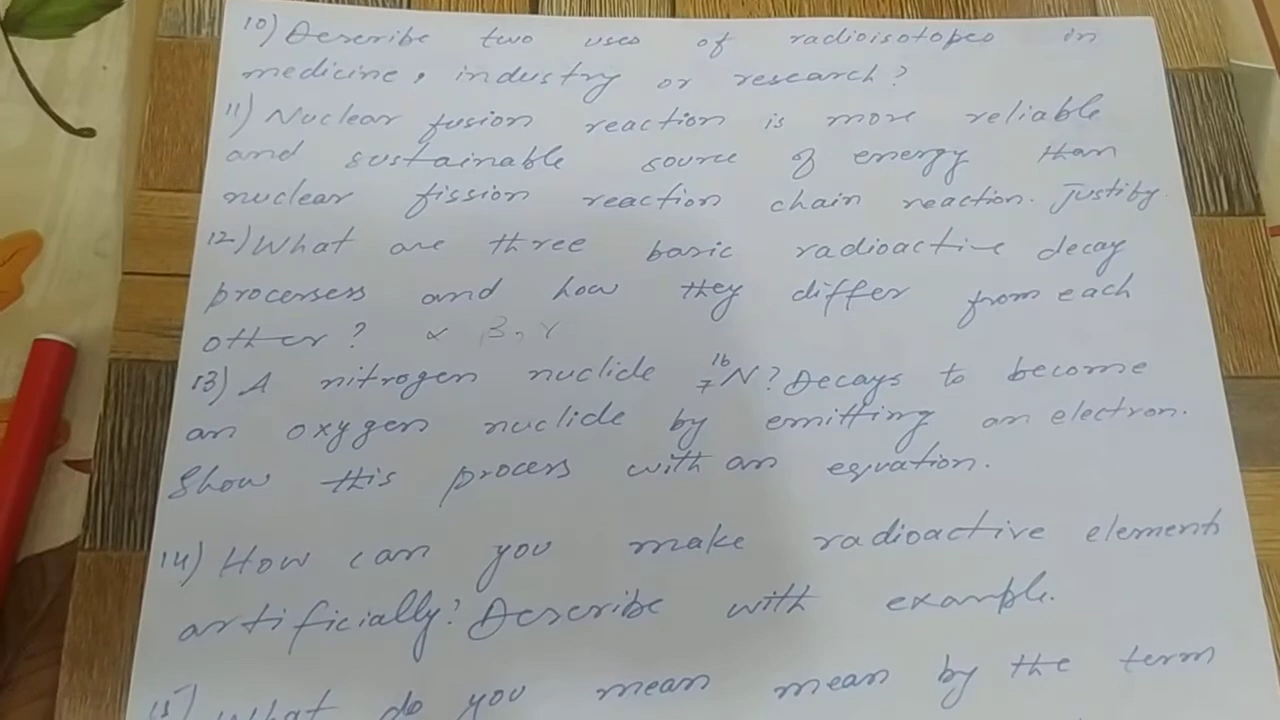 10) Describe two uses of radioisotopes in
medicine, industry or research?
11) Nuclear fusion reaction is more reliable
and sustainable source of energy than
nuclear fission reaction chain reaction. Justify.
12) What are three basic radioactive decay
processess and how they differ from each
other? α β, γ
13) A nitrogen nuclide ¹⁶₇N? Decays to become
an oxygen nuclide by emitting an electron.
Show this process with an equation.
14) How can you make radioactive element
artificially? Describe with example.
15) What do you mean mean by the term